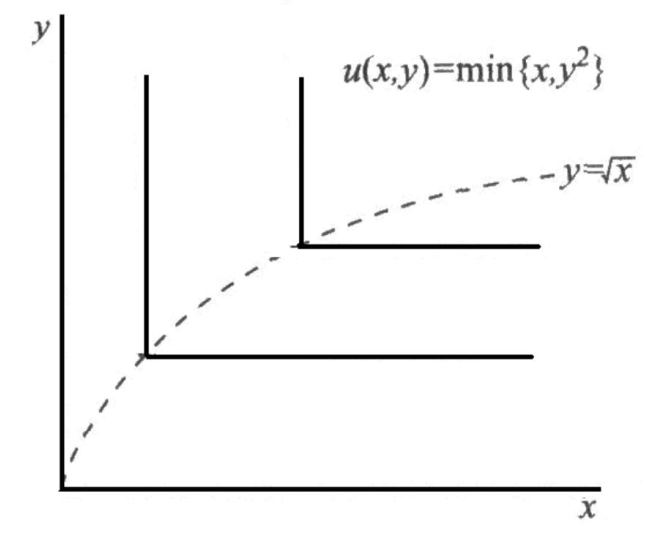 y
u(x,y)=min{x,y²}
y=√x
x